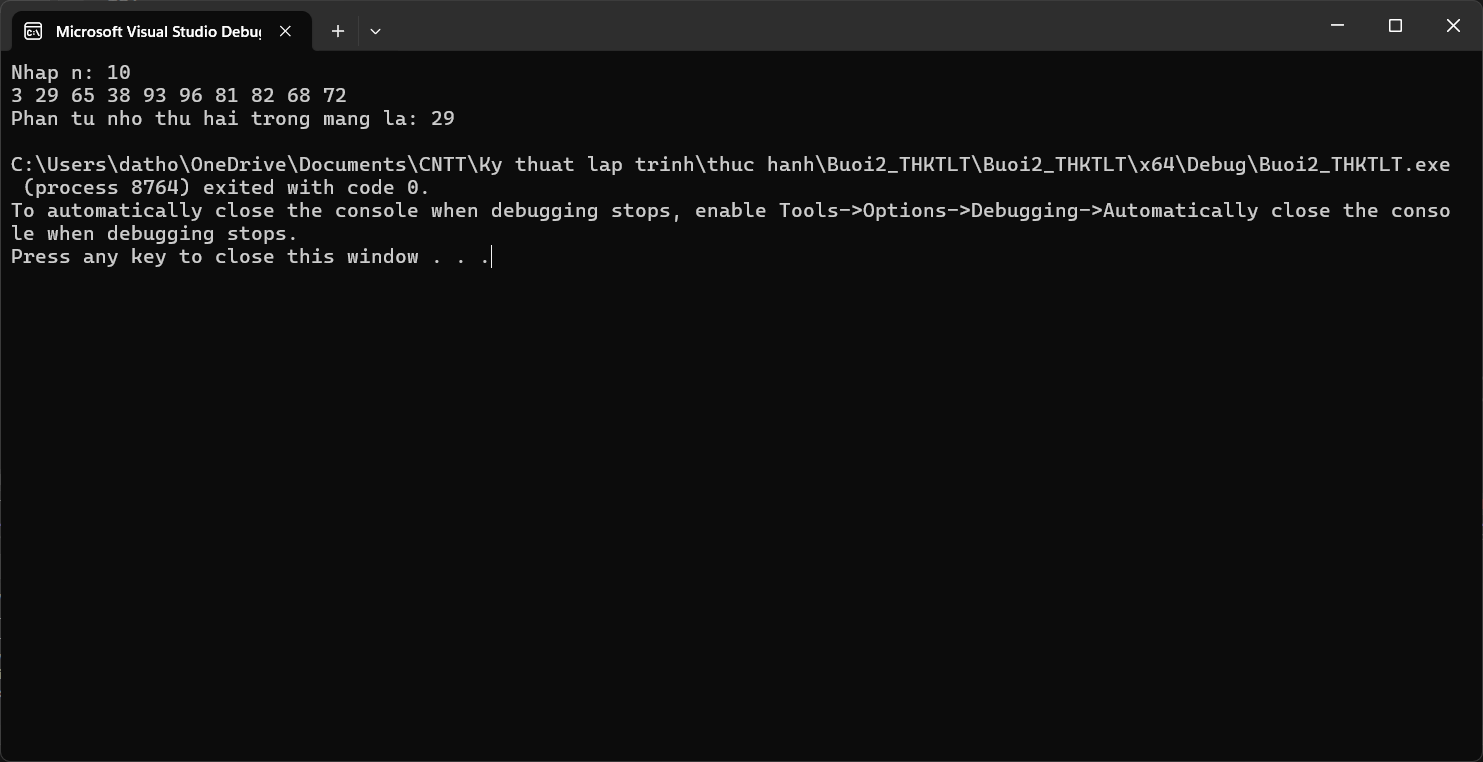 Microsoft Visual Studio Debu
Nhap n: 10
3 29 65 38 93 96 81 82 68 72
Phan tu nho thu hai trong mang la: 29
C:\Users\datho\OneDrive\Documents\CNTT\Ky thuat lap trinh\thuc hanh\Buoi2_THKTLT\Buoi2_THKTLT\x64\Debug\Buoi2_THKTLT.exe
(process 8764) exited with code 0.
To automatically close the console when debugging stops, enable Tools->Options->Debugging->Automatically close the conso
le when debugging stops.
Press any key to close this window . . .